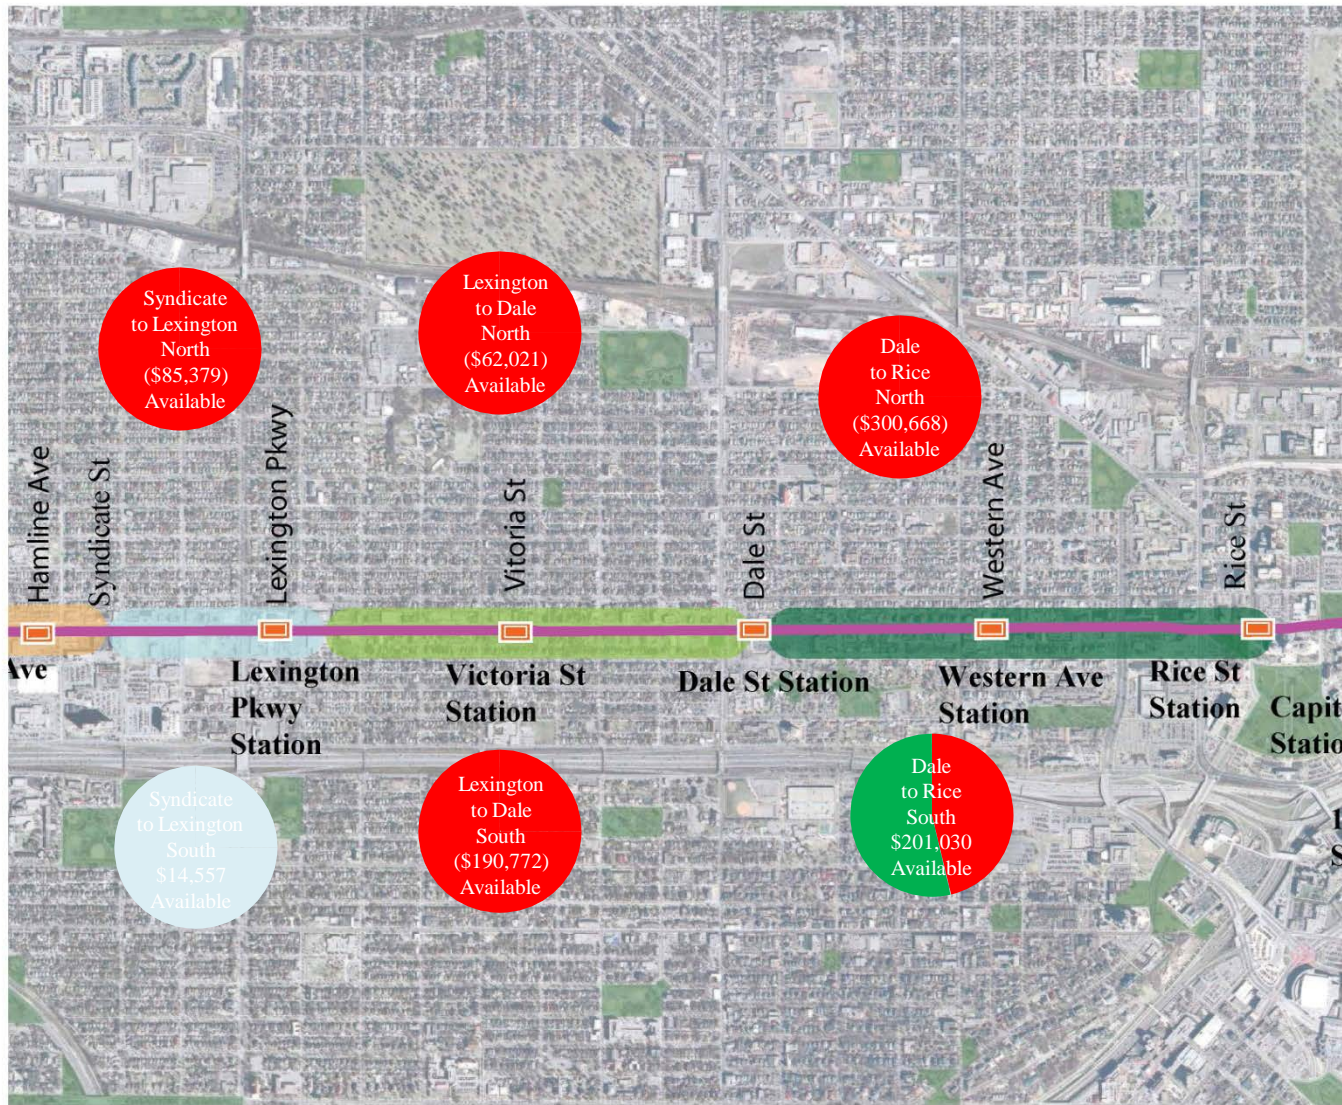 Syndicate
to Lexington
North
($85,379)
Available
Lexington
to Dale
North
($62,021)
Available
Dale
to Rice
North
($300,668)
Available
Hamline Ave
Syndicate St
Lexington Pkwy
Vitoria St
Dale St
Western Ave
Rice St
Ave
Lexington
Pkwy
Station
Victoria St
Station
Dale St Station
Western Ave
Station
Rice St
Station
Capit
Statio
Syndicate
to Lexington
South
$14,557
Available
Lexington
to Dale
South
($190,772)
Available
Dale
to Rice
South
$201,030
Available
S